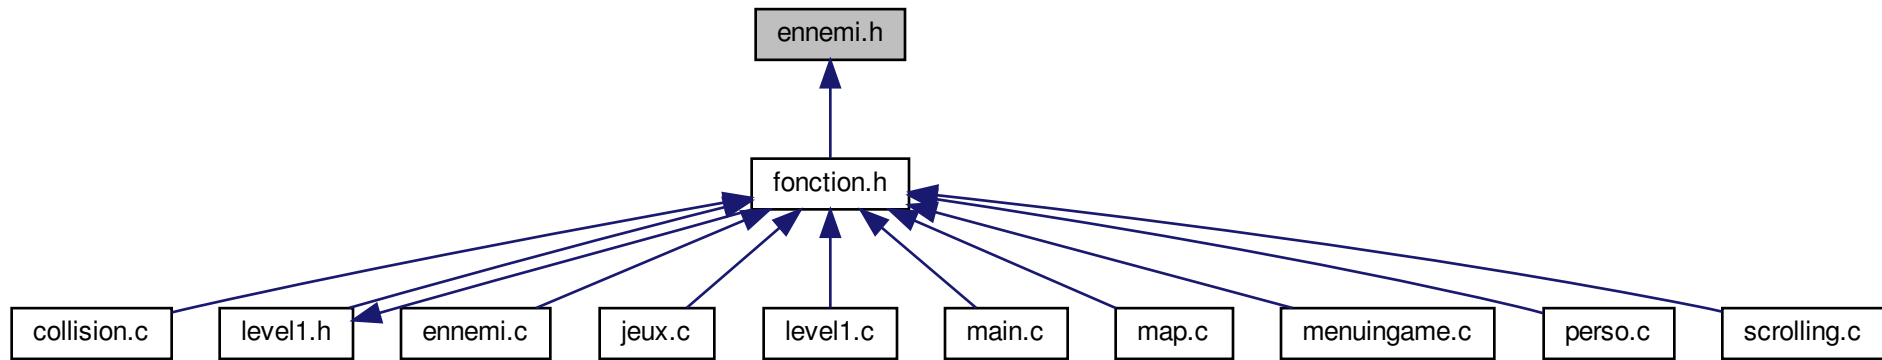 ennemi.h
fonction.h
collision.c
level1.h
ennemi.c
jeux.c
level1.c
main.c
map.c
menuingame.c
perso.c
scrolling.c